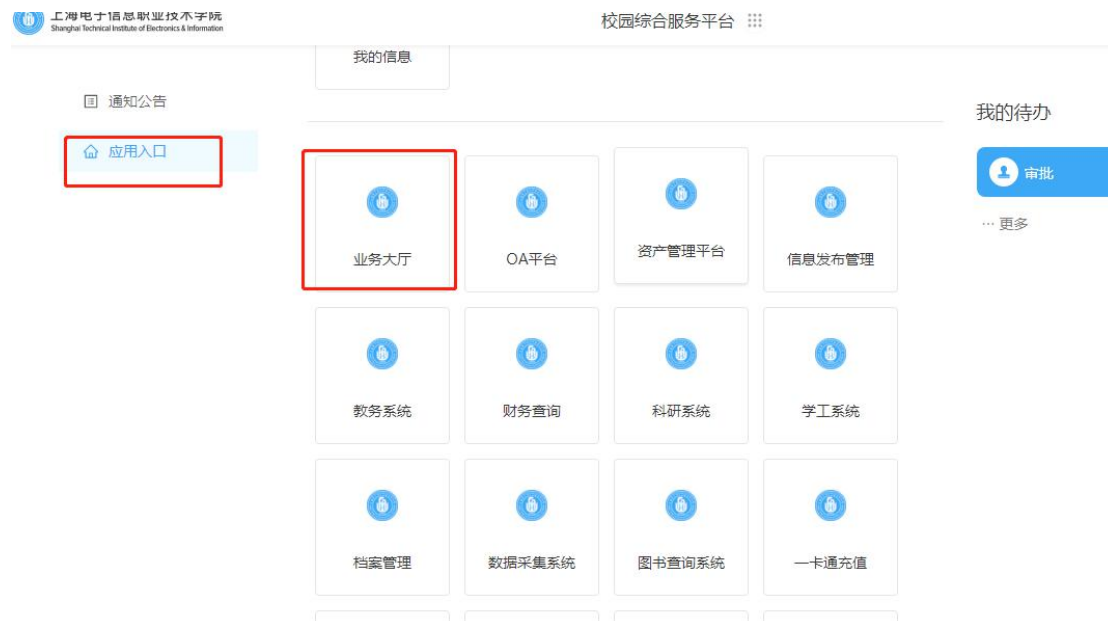 上海电子信息职业技术学院
Shanghai Technical Institute of Electronics & Information
校园综合服务平台
我的信息
通知公告
应用入口
我的待办
审批
... 更多
业务大厅
OA平台
资产管理平台
信息发布管理
教务系统
财务查询
科研系统
学工系统
档案管理
数据采集系统
图书查询系统
一卡通充值